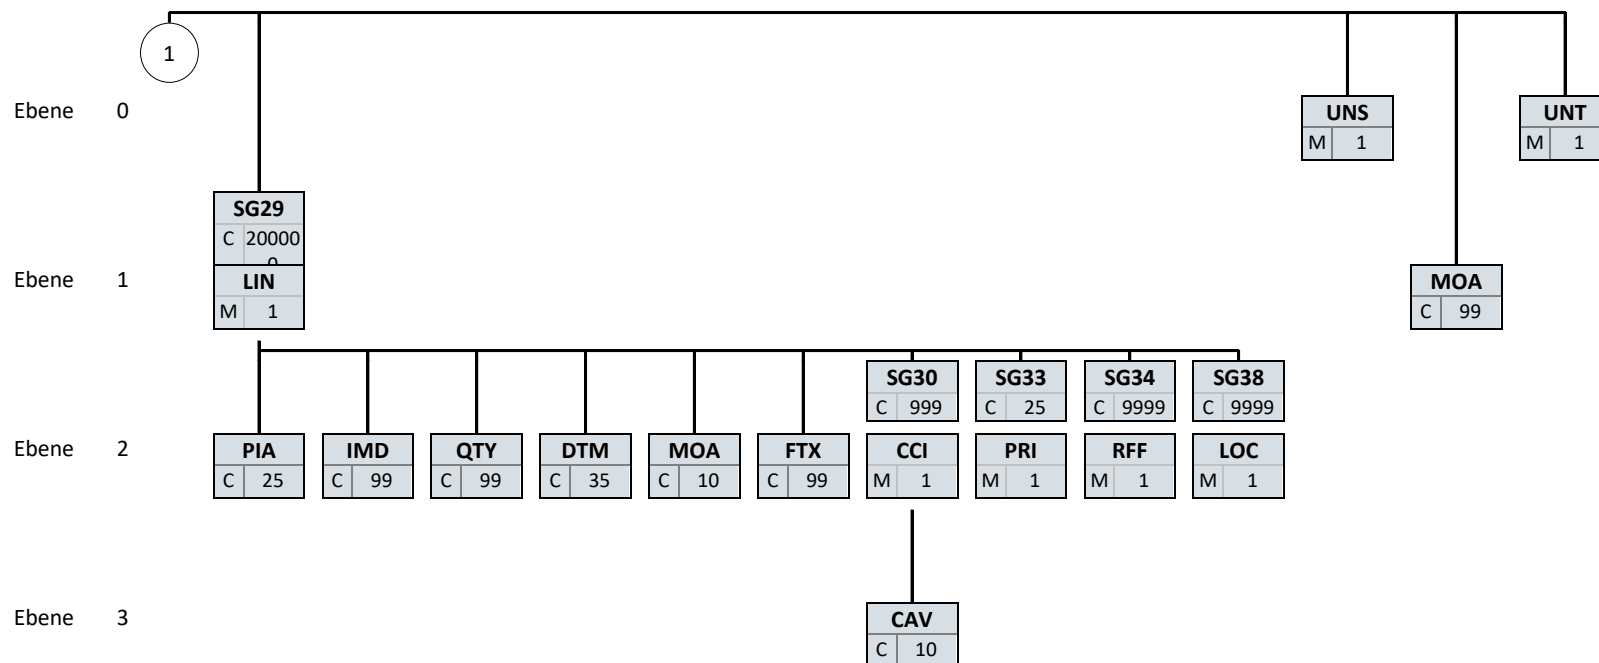 1
Ebene 0
UNS
M 1
UNT
M 1
SG29
C 20000
0
Ebene 1
LIN
M 1
MOA
C 99
SG30
C 999
SG33
C 25
SG34
C 9999
SG38
C 9999
Ebene 2
PIA
C 25
IMD
C 99
QTY
C 99
DTM
C 35
MOA
C 10
FTX
C 99
CCI
M 1
PRI
M 1
RFF
M 1
LOC
M 1
Ebene 3
CAV
C 10